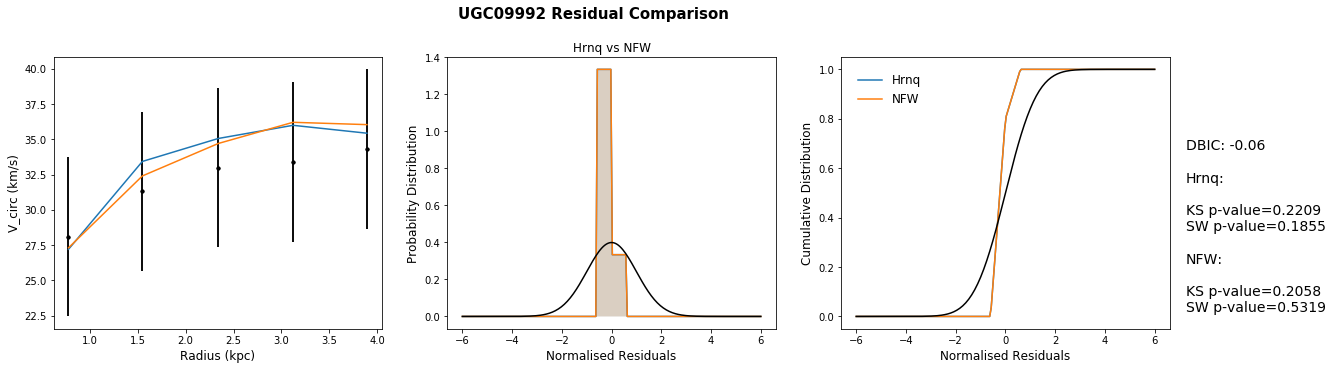 UGC09992 Residual Comparison
40.0
37.5
35.0
32.5
30.0
27.5
25.0
22.5
V_circ (km/s)
1.0 1.5 2.0 2.5 3.0 3.5 4.0
Radius (kpc)
Hrnq vs NFW
1.4
1.2
1.0
0.8
0.6
0.4
0.2
0.0
Probability Distribution
−6 −4 −2 0 2 4 6
Normalised Residuals
1.0
0.8
0.6
0.4
0.2
0.0
Cumulative Distribution
Hrnq
NFW
−6 −4 −2 0 2 4 6
Normalised Residuals
DBIC: -0.06
Hrnq:
KS p-value=0.2209
SW p-value=0.1855
NFW:
KS p-value=0.2058
SW p-value=0.5319